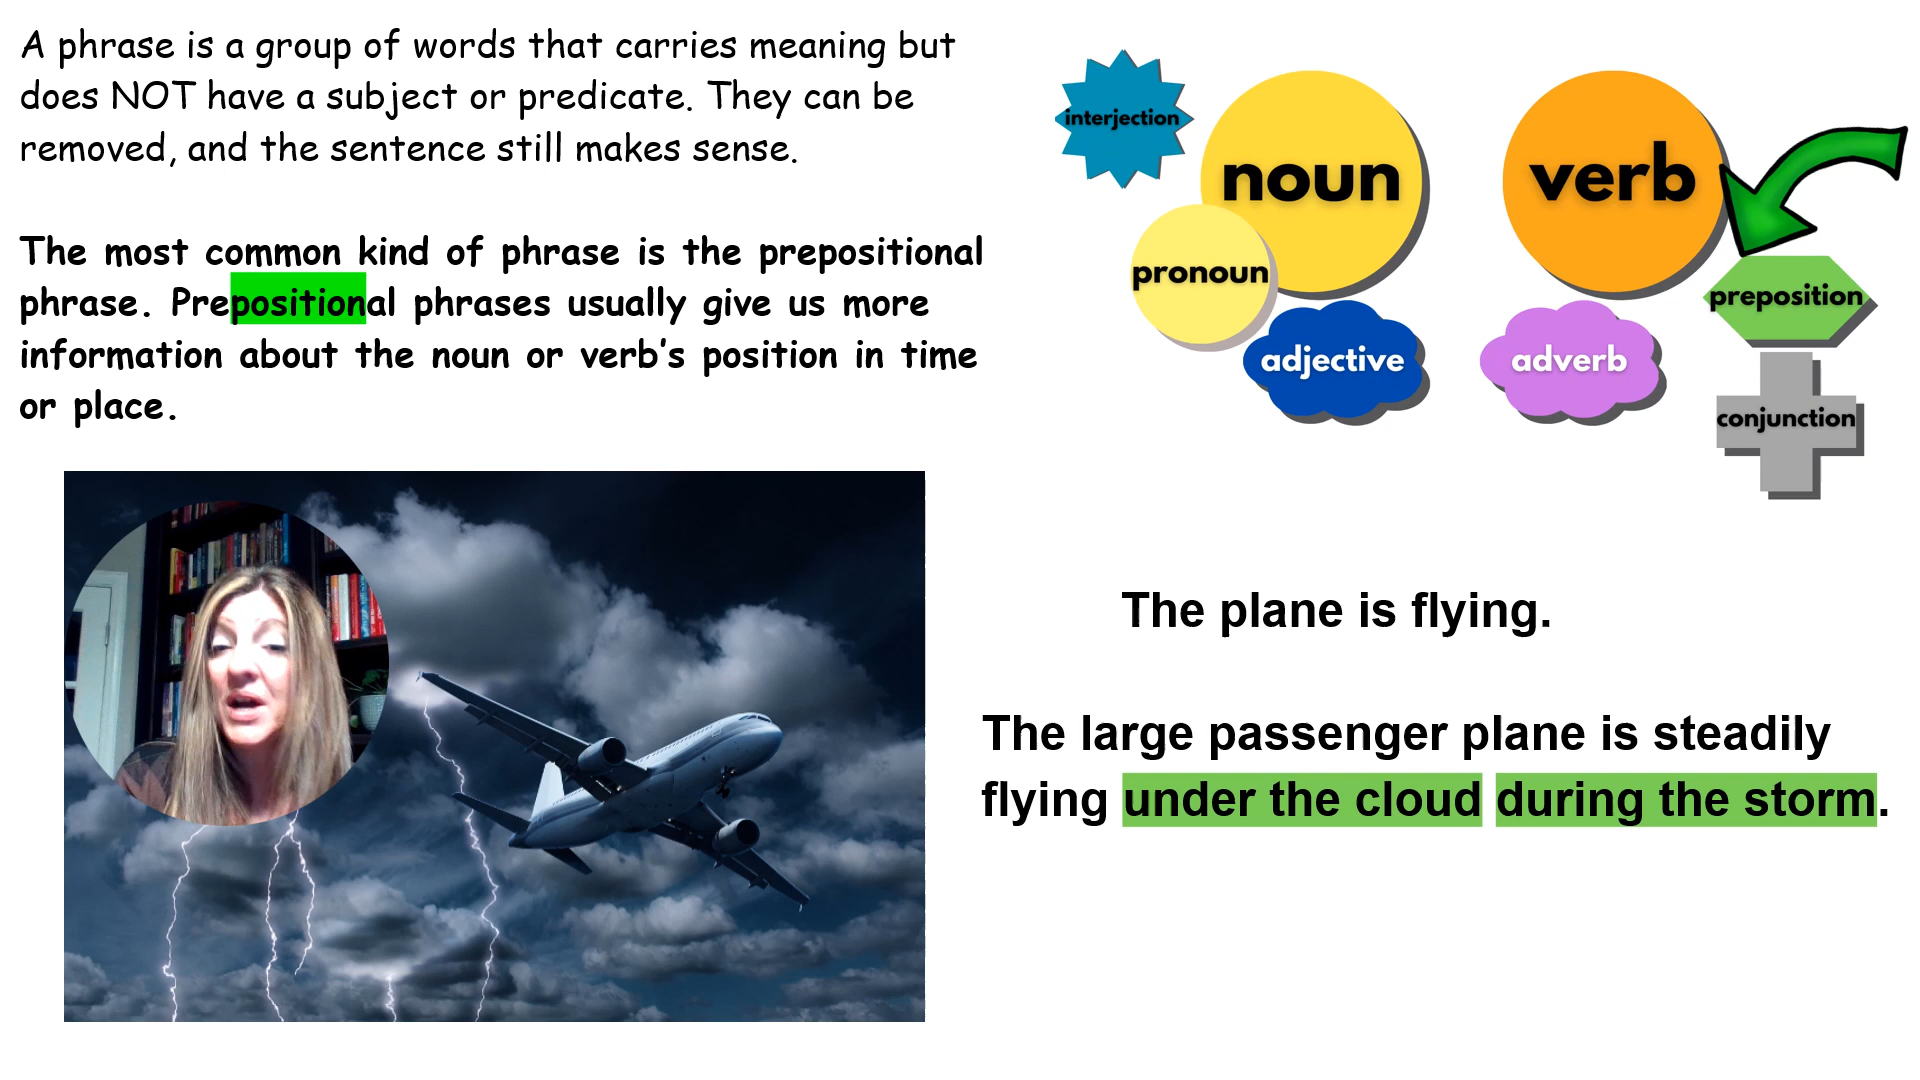 A phrase is a group of words that carries meaning but
does NOT have a subject or predicate. They can be
removed, and the sentence still makes sense.
The most common kind of phrase is the prepositional
phrase. Prepositional phrases usually give us more
information about the noun or verb's position in time
or place.
interjection
noun
verb
pronoun
preposition
adjective
adverb
conjunction
The plane is flying.
The large passenger plane is steadily
flying under the cloud during the storm.